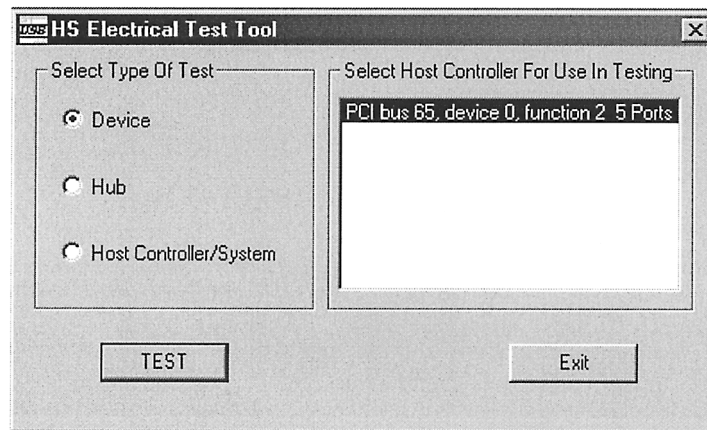 USB HS Electrical Test Tool
Select Type Of Test
Device
Hub
Host Controller/System
Select Host Controller For Use In Testing
PCI bus 65, device 0, function 2 5 Ports
TEST
Exit